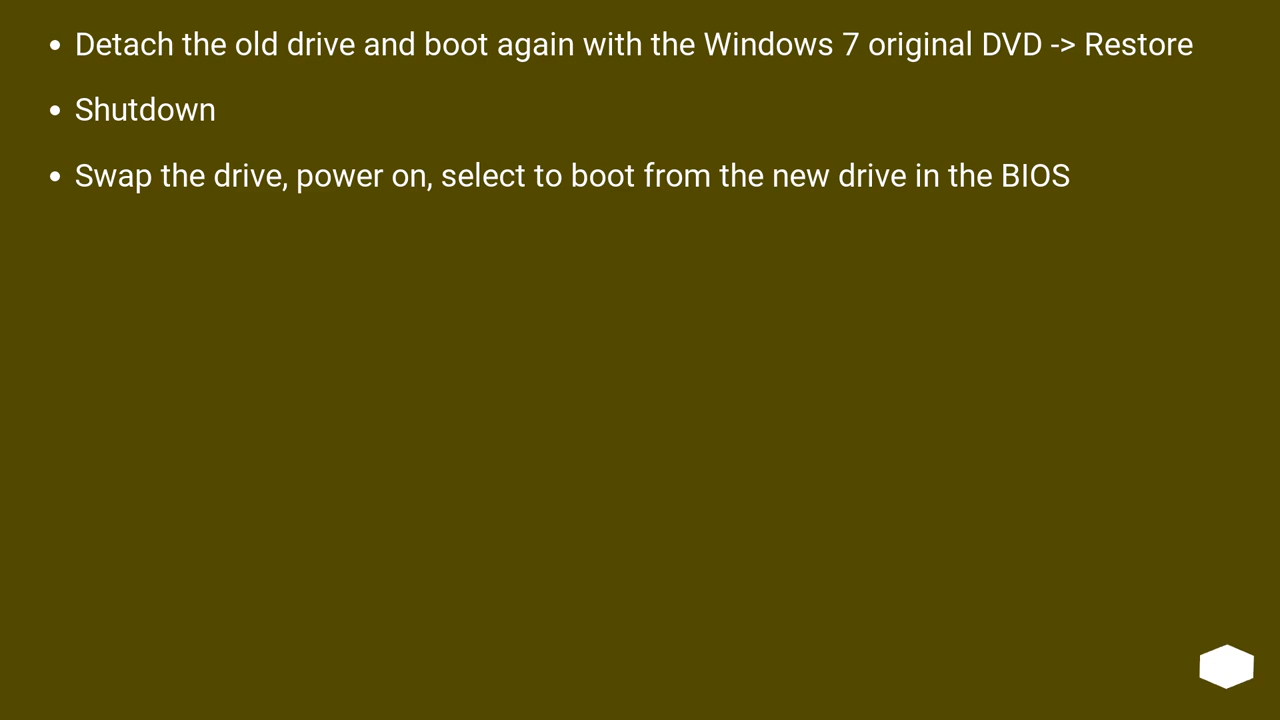 • Detach the old drive and boot again with the Windows 7 original DVD -> Restore
• Shutdown
• Swap the drive, power on, select to boot from the new drive in the BIOS